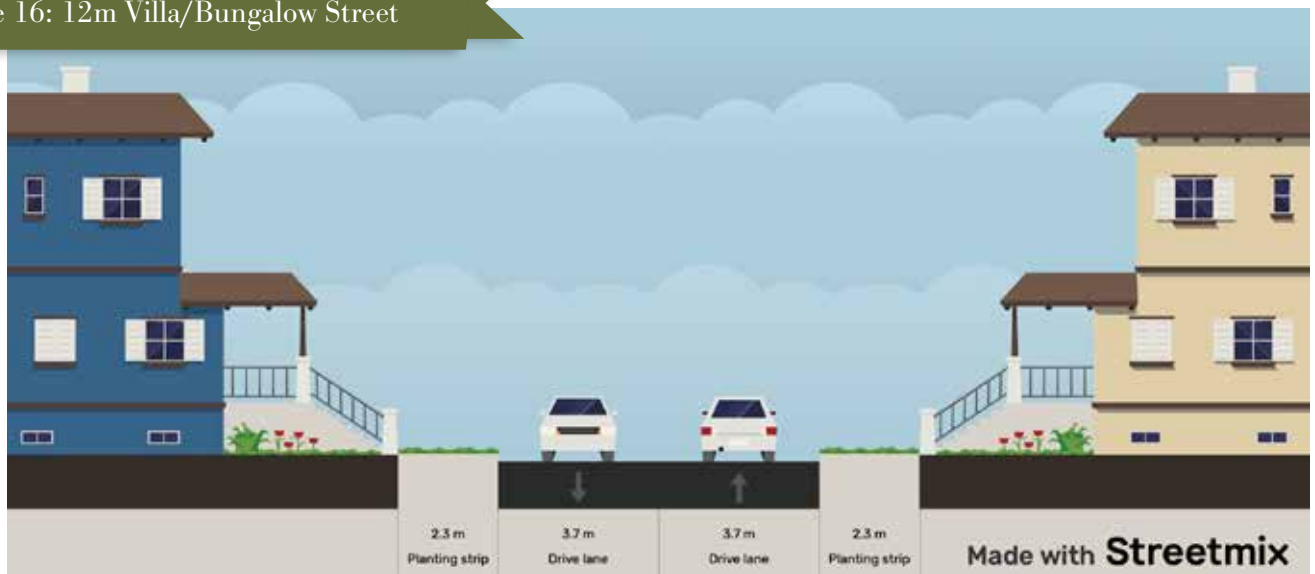 e 16: 12m Villa/Bungalow Street
2.3 m
Planting strip
3.7 m
Drive lane
3.7 m
Drive lane
2.3 m
Planting strip
Made with Streetmix